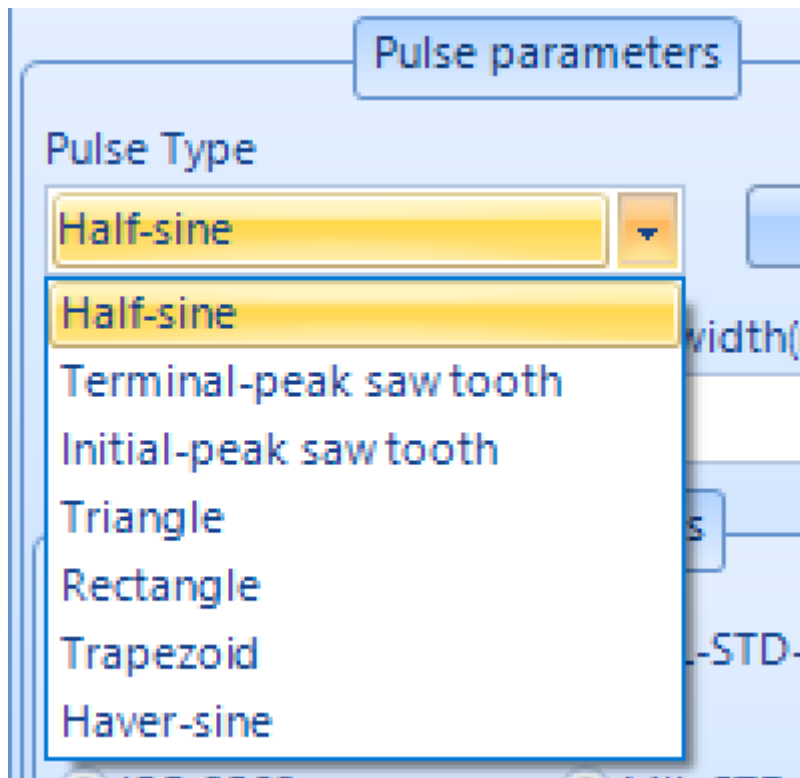 Pulse parameters
Pulse Type
Half-sine
Half-sine
Terminal-peak saw tooth
Initial-peak saw tooth
Triangle
Rectangle
Trapezoid
Haver-sine
width(
s
-STD-